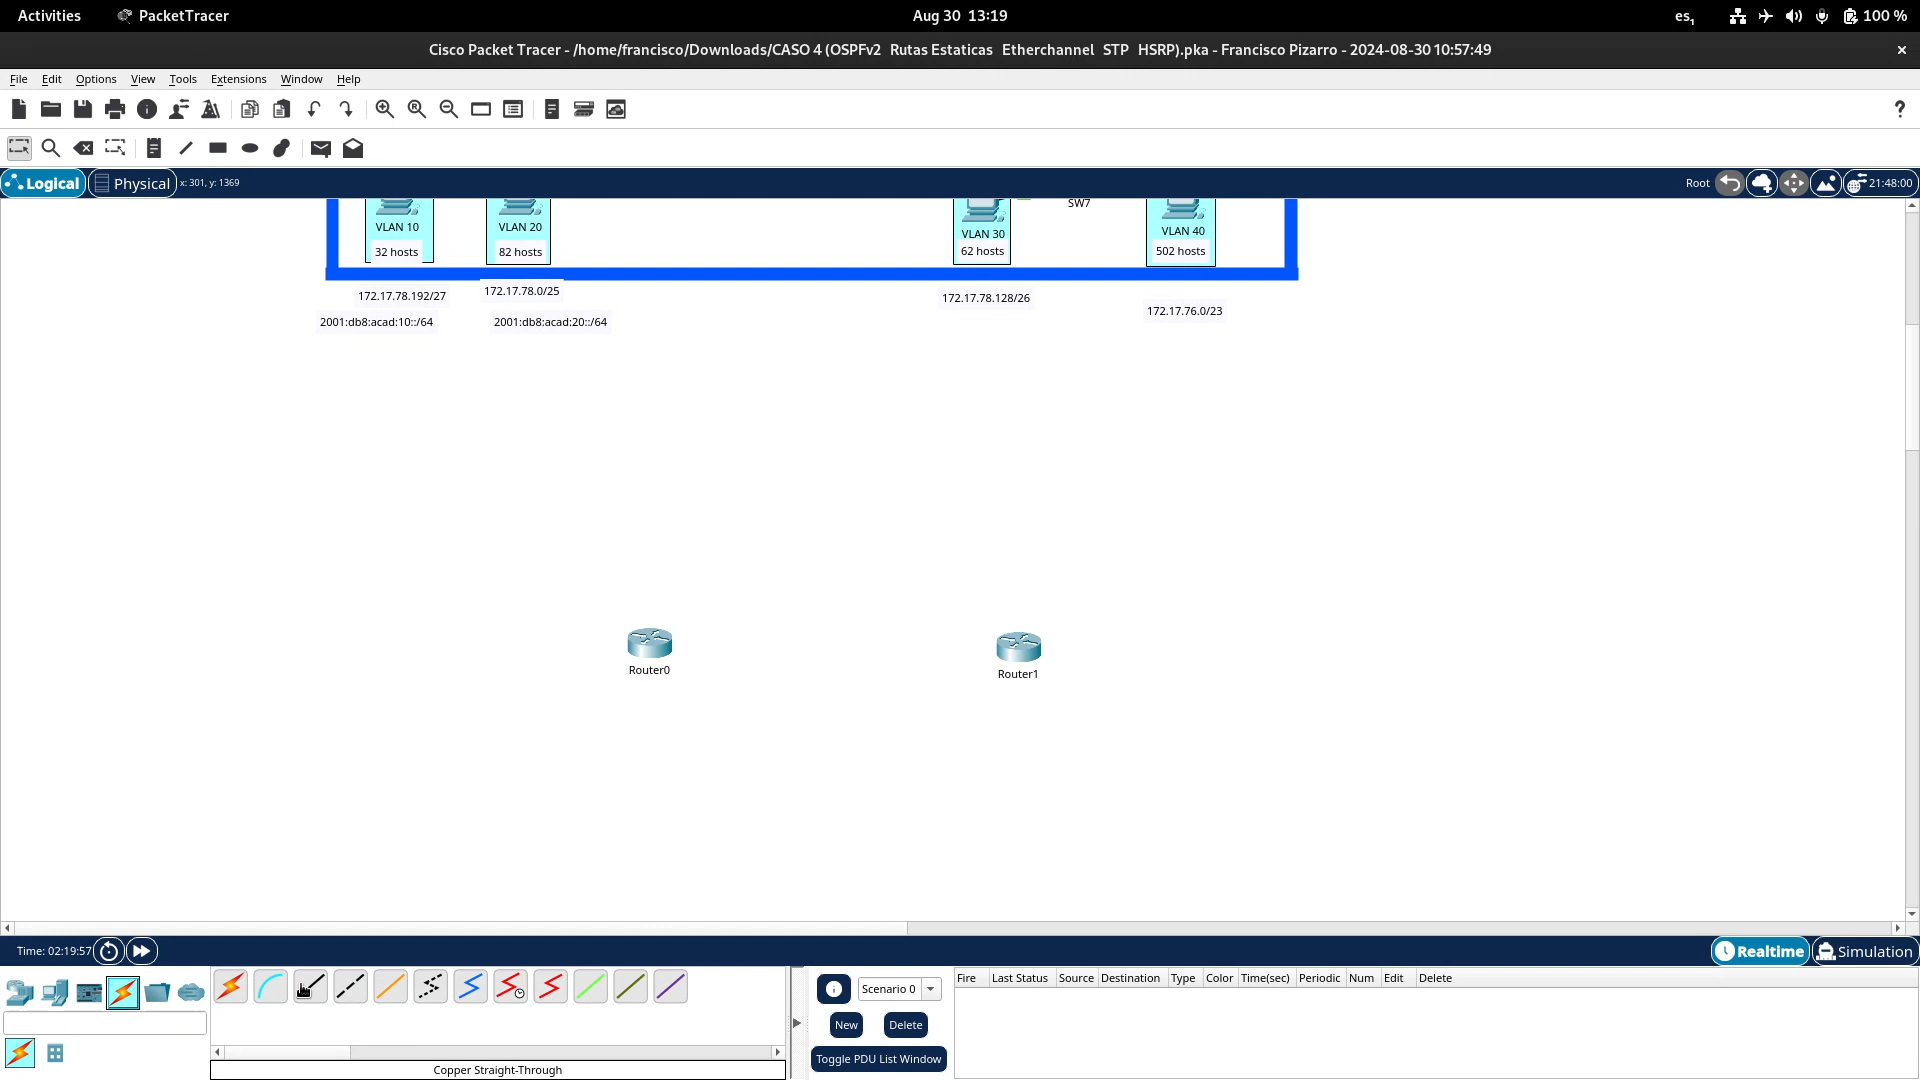 Activities PacketTracer Aug 30 13:19 es₁ 100 %
Cisco Packet Tracer - /home/francisco/Downloads/CASO 4 (OSPFv2 Rutas Estaticas Etherchannel STP HSRP).pka - Francisco Pizarro - 2024-08-30 10:57:49 ×
File Edit Options View Tools Extensions Window Help
Logical Physical x: 301, y: 1369 Root 21:48:00
SW7
VLAN 10 VLAN 20 VLAN 30 VLAN 40
32 hosts 82 hosts 62 hosts 502 hosts
172.17.78.192/27 172.17.78.0/25 172.17.78.128/26 172.17.76.0/23
2001:db8:acad:10::/64 2001:db8:acad:20::/64
Router0 Router1
Time: 02:19:57 Realtime Simulation
Scenario 0
New Delete
Toggle PDU List Window
Fire Last Status Source Destination Type Color Time(sec) Periodic Num Edit Delete
Copper Straight-Through